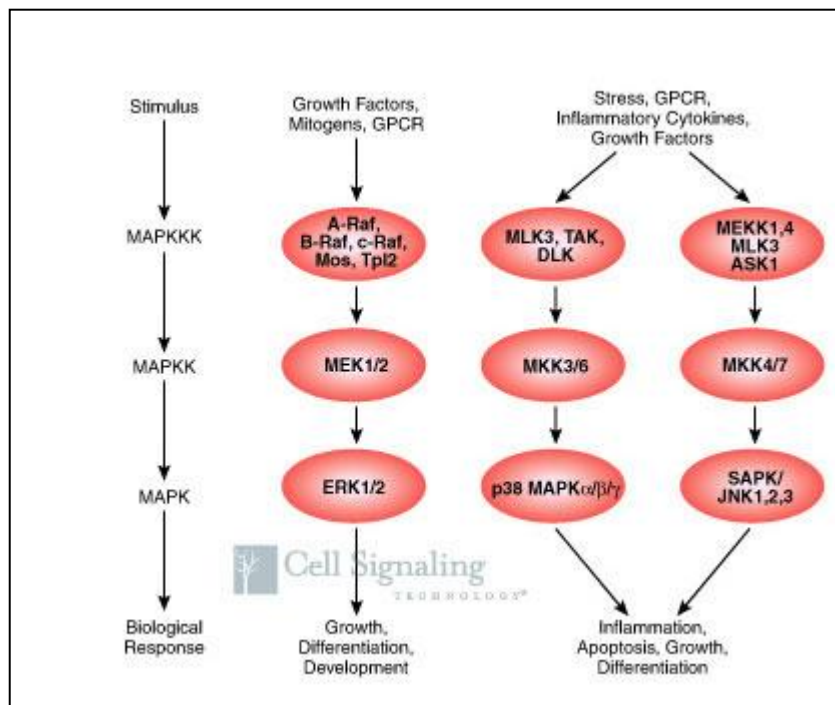 Stimulus
Growth Factors,
Mitogens, GPCR
Stress, GPCR,
Inflammatory Cytokines,
Growth Factors
MAPKKK
A-Raf,
B-Raf, c-Raf,
Mos, Tpl2
MLK3, TAK,
DLK
MEKK1,4
MLK3
ASK1
MAPKK
MEK1/2
MKK3/6
MKK4/7
MAPK
ERK1/2
p38 MAPKα/β/γ
SAPK/
JNK1,2,3
Cell Signaling
TECHNOLOGY®
Biological
Response
Growth,
Differentiation,
Development
Inflammation,
Apoptosis, Growth,
Differentiation